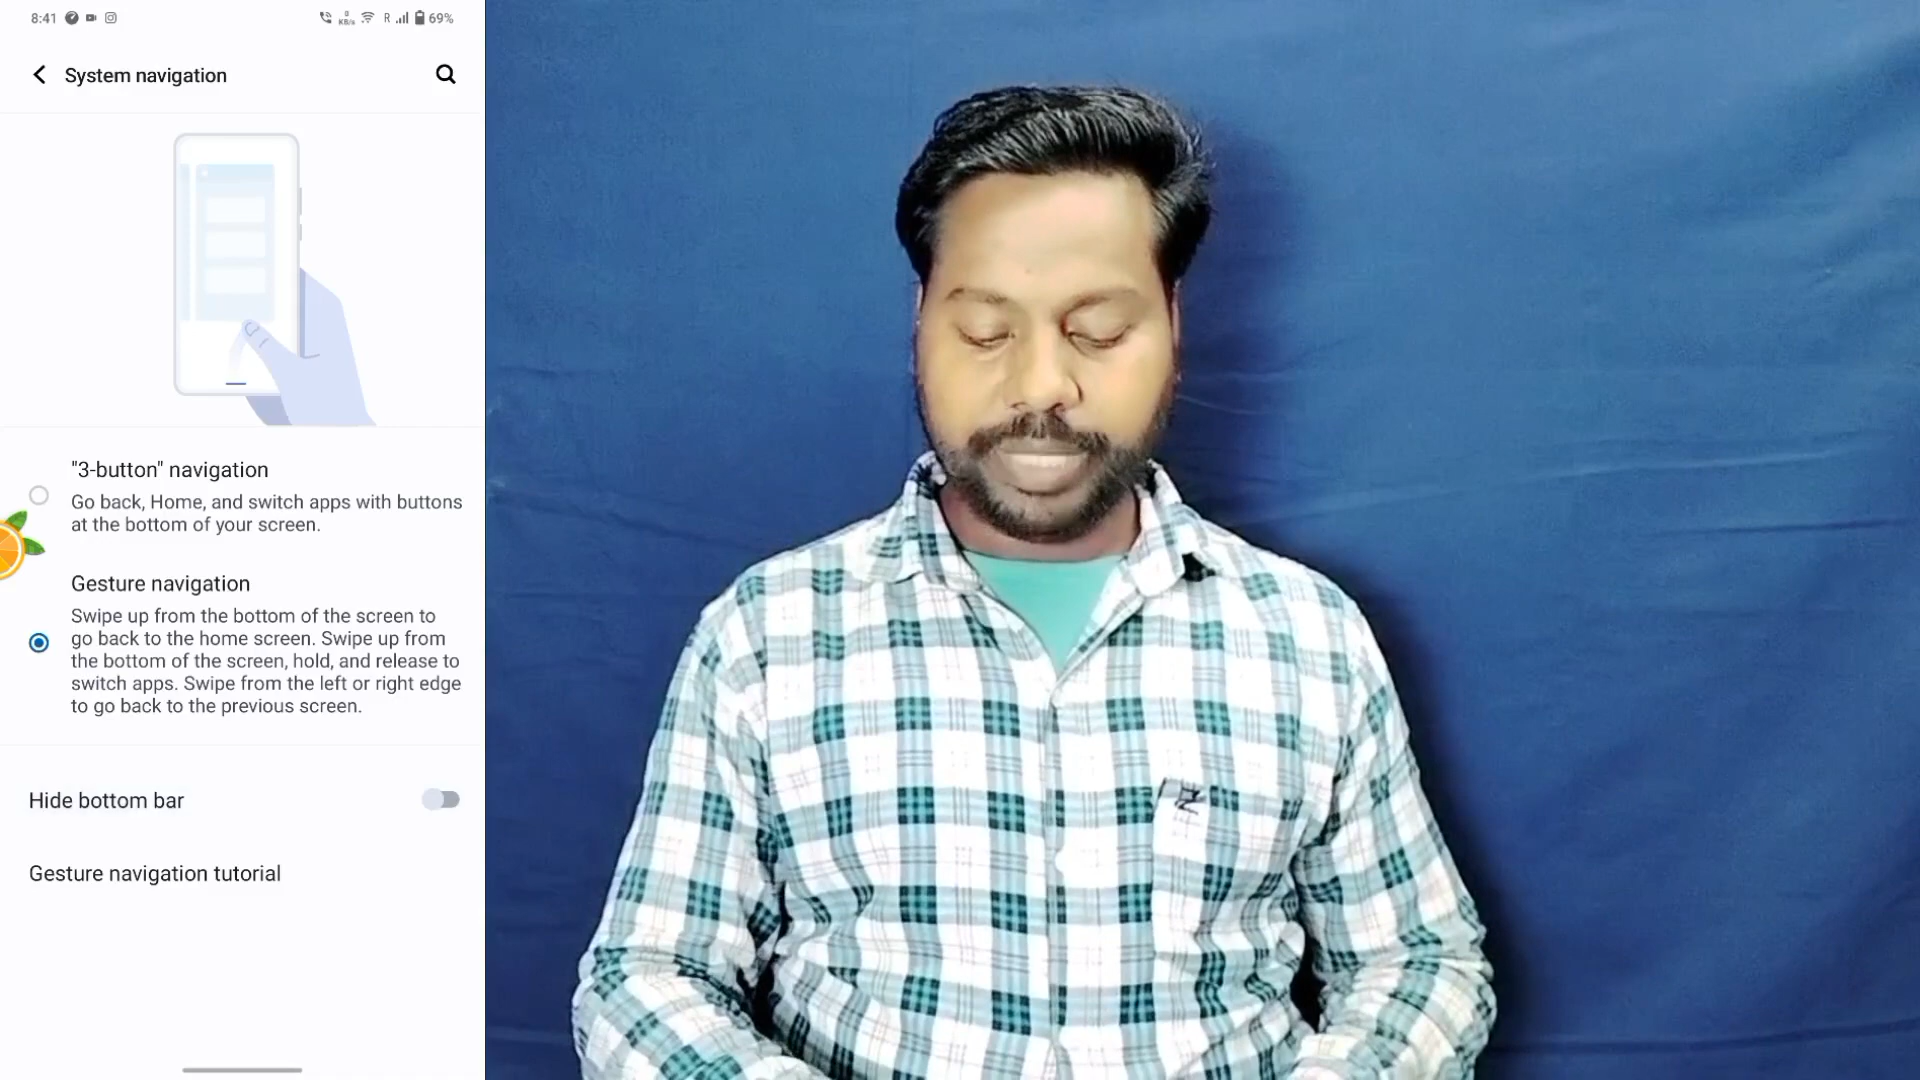 8:41 0 KB/s R 69%
System navigation
"3-button" navigation
Go back, Home, and switch apps with buttons
at the bottom of your screen.
Gesture navigation
Swipe up from the bottom of the screen to
go back to the home screen. Swipe up from
the bottom of the screen, hold, and release to
switch apps. Swipe from the left or right edge
to go back to the previous screen.
Hide bottom bar
Gesture navigation tutorial